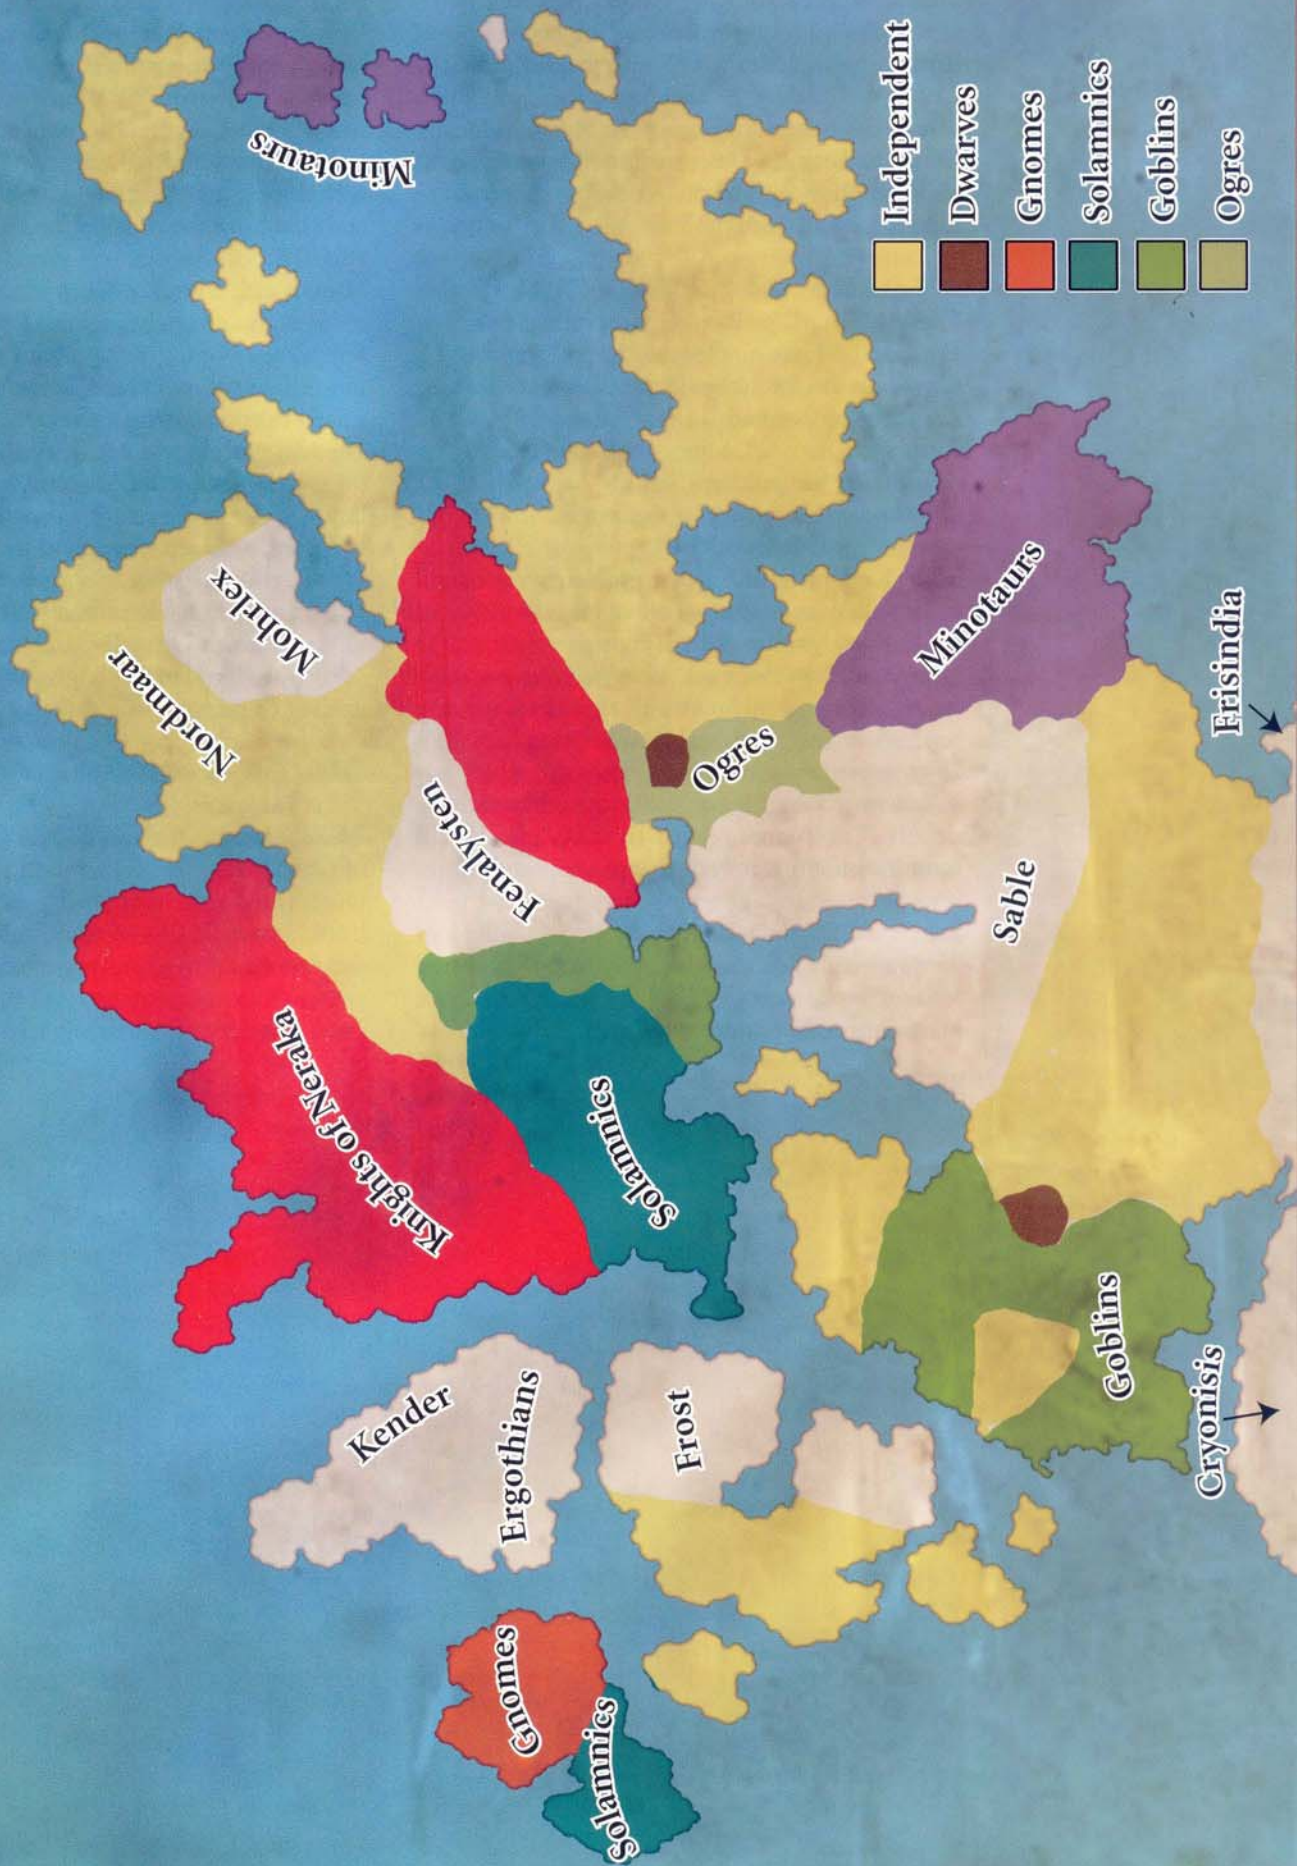 Nordmaar
Mohrlex
Minotaurs
Knights of Neraka
Fenalysten
Kender
Ergothians
Gnomes
Solamnics
Solamnics
Frost
Ogres
Minotaurs
Sable
Goblins
Cryonisis
Frisindia
Independent
Dwarves
Gnomes
Solamnics
Goblins
Ogres